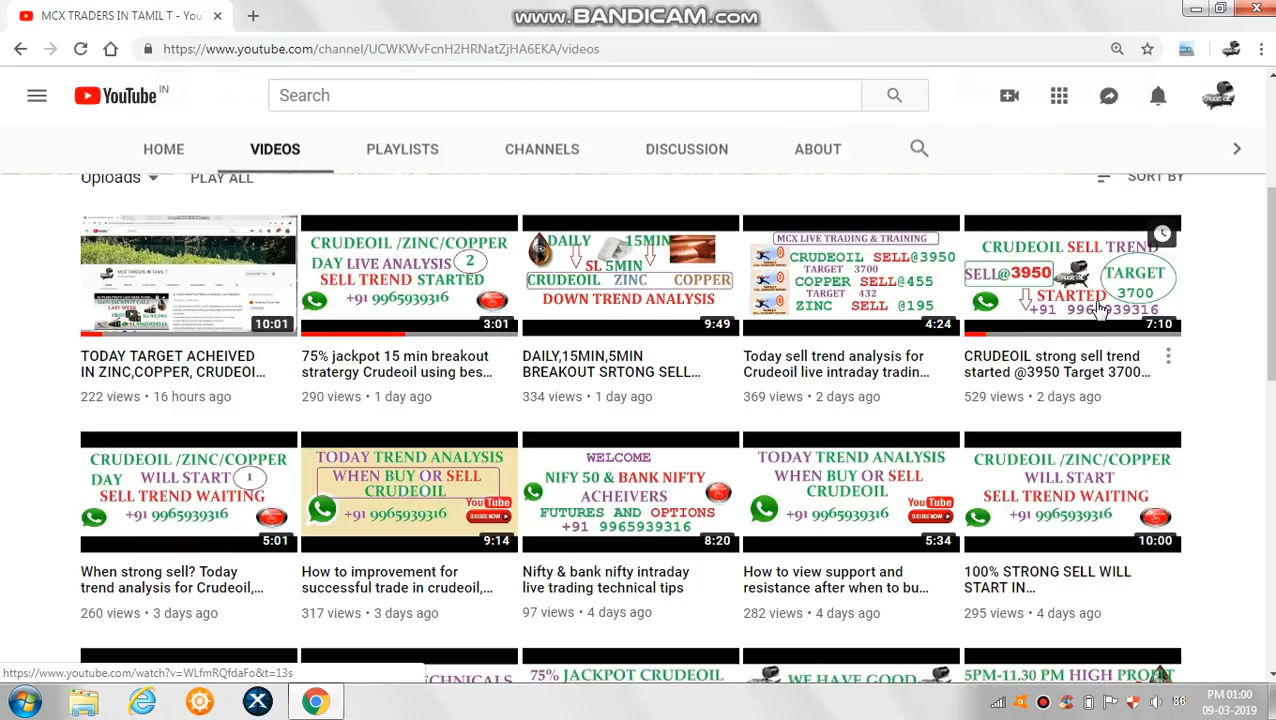 MCX TRADERS IN TAMIL T - You
www.BANDICAM.com
https://www.youtube.com/channel/UCWKWvFcnH2HRNatZjHA6EKA/videos
YouTube IN
Search
HOME
VIDEOS
PLAYLISTS
CHANNELS
DISCUSSION
ABOUT
Uploads
PLAY ALL
SORT BY
10:01
CRUDEOIL /ZINC/COPPER
DAY LIVE ANALYSIS 2
SELL TREND STARTED
+91 9965939316
3:01
DAILY 15MIN
SL 5MIN
CRUDEOIL ZINC COPPER
DOWN TREND ANALYSIS
9:49
MCX LIVE TRADING & TRAINING
CRUDEOIL SELL@3950
TARGET 3700
COPPER SELL@455
TARGET 432
ZINC SELL@195
4:24
CRUDEOIL SELL TREND
SELL@3950 TARGET
3700
STARTED
+91 9965939316
7:10
TODAY TARGET ACHEIVED
IN ZINC,COPPER, CRUDEOI...
222 views • 16 hours ago
75% jackpot 15 min breakout
stratergy Crudeoil using bes...
290 views • 1 day ago
DAILY,15MIN,5MIN
BREAKOUT SRTONG SELL...
334 views • 1 day ago
Today sell trend analysis for
Crudeoil live intraday tradin...
369 views • 2 days ago
CRUDEOIL strong sell trend
started @3950 Target 3700...
529 views • 2 days ago
CRUDEOIL /ZINC/COPPER
DAY WILL START 1
SELL TREND WAITING
+91 9965939316
5:01
TODAY TREND ANALYSIS
WHEN BUY OR SELL
CRUDEOIL
You Tube
+91 9965939316
SUBSCRIBE NOW
9:14
WELCOME
NIFY 50 & BANK NIFTY
ACHEIVERS
FUTURES AND OPTIONS
+91 9965939316
8:20
TODAY TREND ANALYSIS
WHEN BUY OR SELL
CRUDEOIL
You Tube
+91 9965939316
SUBSCRIBE NOW
5:34
CRUDEOIL /ZINC/COPPER
WILL START
SELL TREND WAITING
+91 9965939316
10:00
When strong sell? Today
trend analysis for Crudeoil,...
260 views • 3 days ago
How to improvement for
successful trade in crudeoil,...
317 views • 3 days ago
Nifty & bank nifty intraday
live trading technical tips
97 views • 4 days ago
How to view support and
resistance after when to bu...
282 views • 4 days ago
100% STRONG SELL WILL
START IN...
295 views • 4 days ago
75% JACKPOT CALL
WE HAVE GOOD
5PM-11.30 PM HIGH PROFIT
https://www.youtube.com/watch?v=WLfmRQfdaFo&t=13s
PM 01:00
09-03-2019